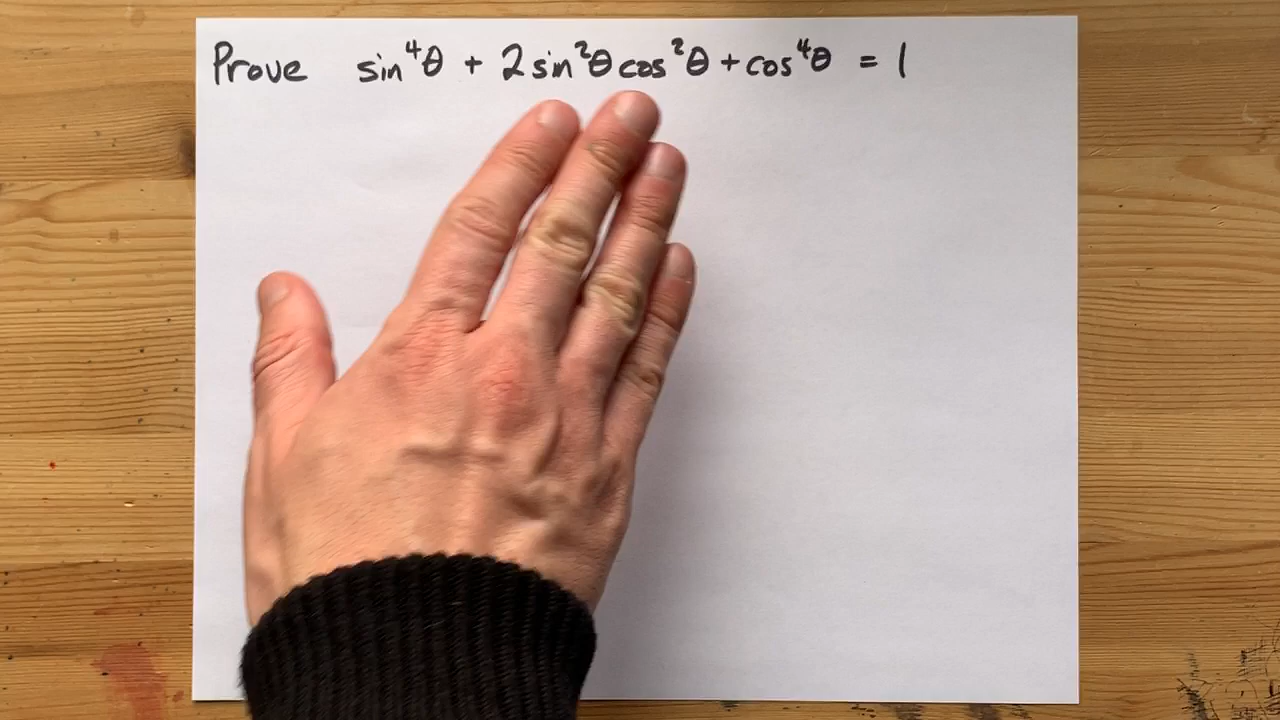 Prove sin⁴θ + 2sin²θcos²θ + cos⁴θ = 1